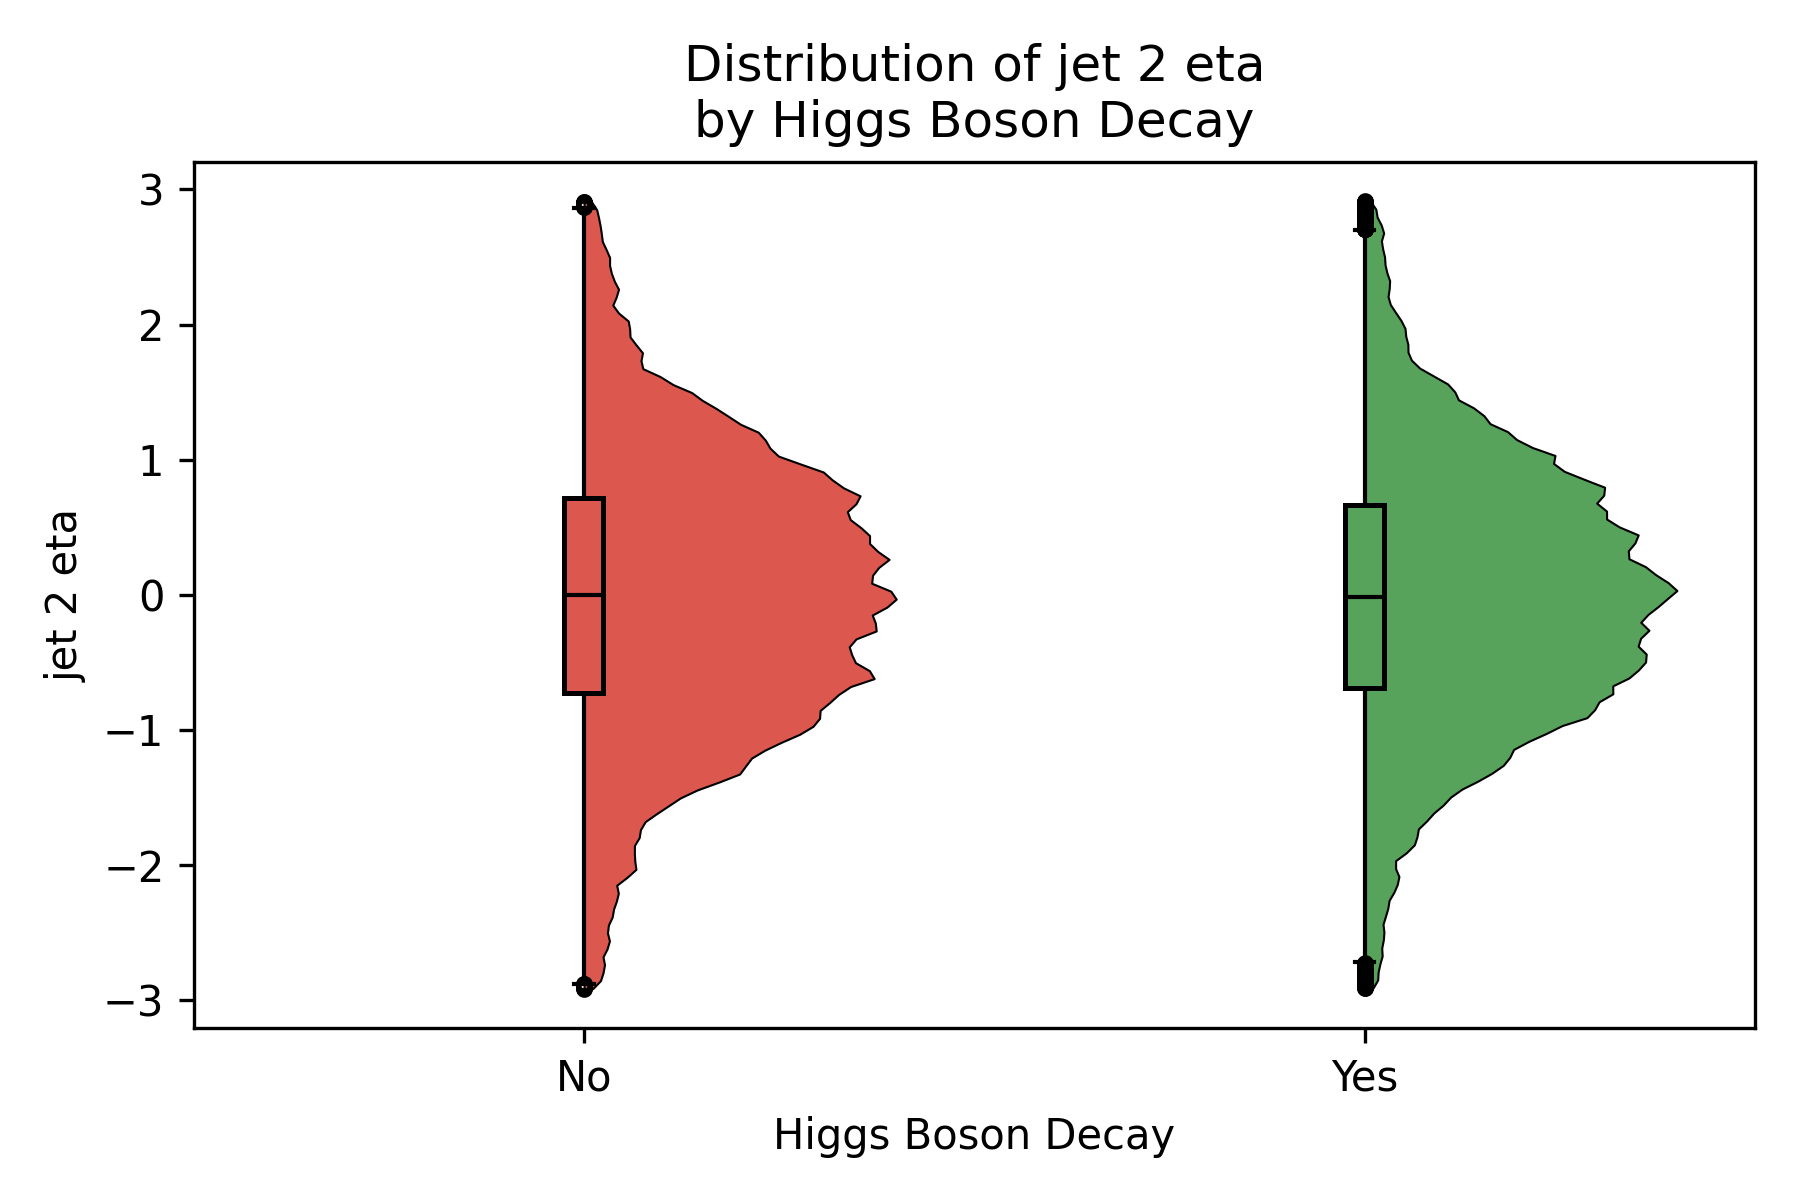 Distribution of jet 2 eta
by Higgs Boson Decay
jet 2 eta
3
2
1
0
−1
−2
−3
No
Yes
Higgs Boson Decay